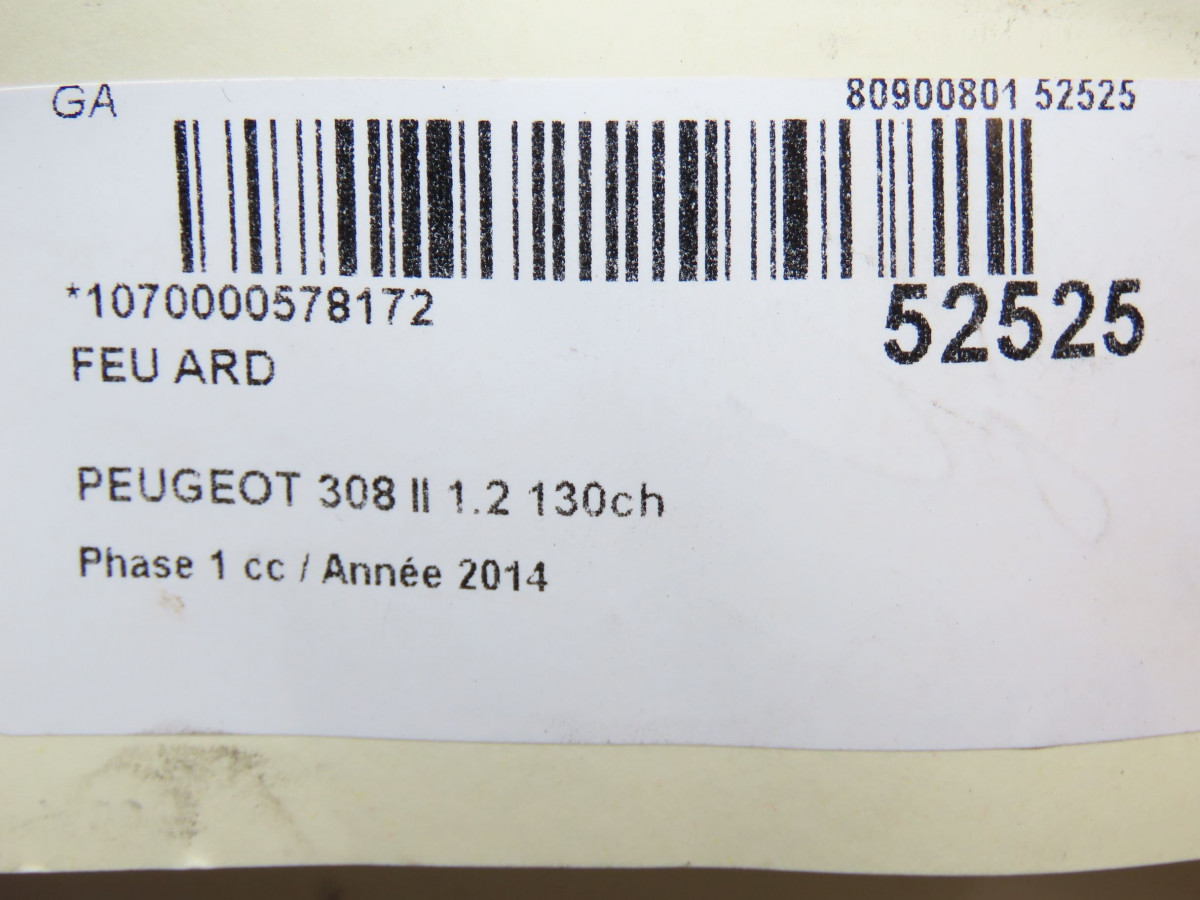 GA
80900801 52525
*1070000578172
52525
FEU ARD
PEUGEOT 308 II 1.2 130ch
Phase 1 cc / Année 2014